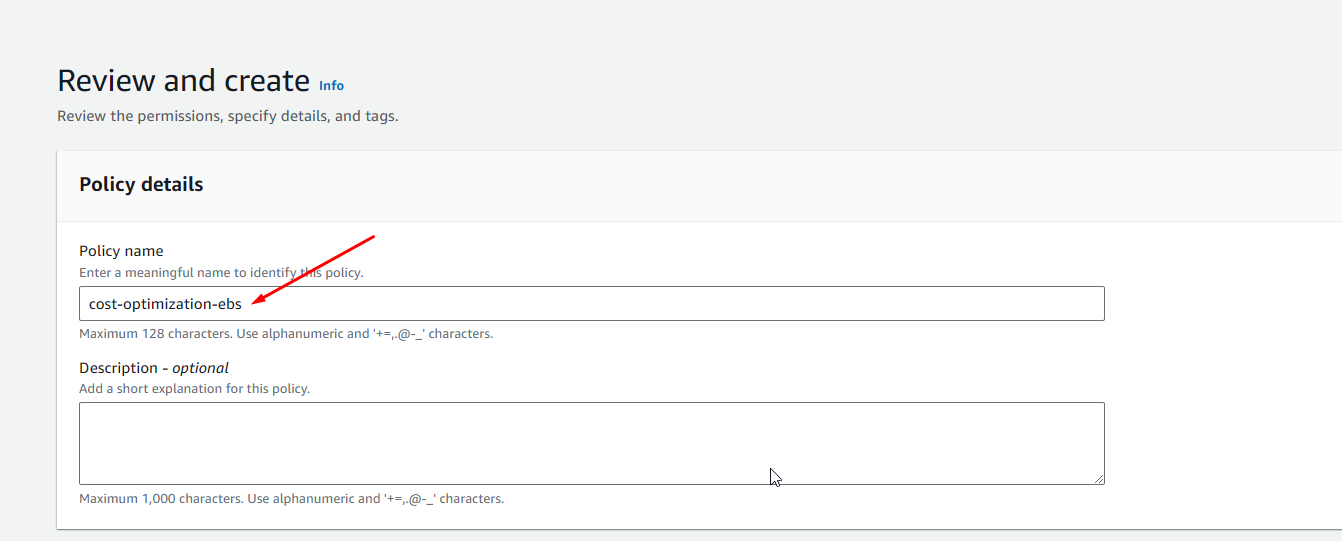 Review and create Info
Review the permissions, specify details, and tags.
Policy details
Policy name
Enter a meaningful name to identify this policy.
cost-optimization-ebs
Maximum 128 characters. Use alphanumeric and '+=,.@-_' characters.
Description - optional
Add a short explanation for this policy.
Maximum 1,000 characters. Use alphanumeric and '+=,.@-_' characters.